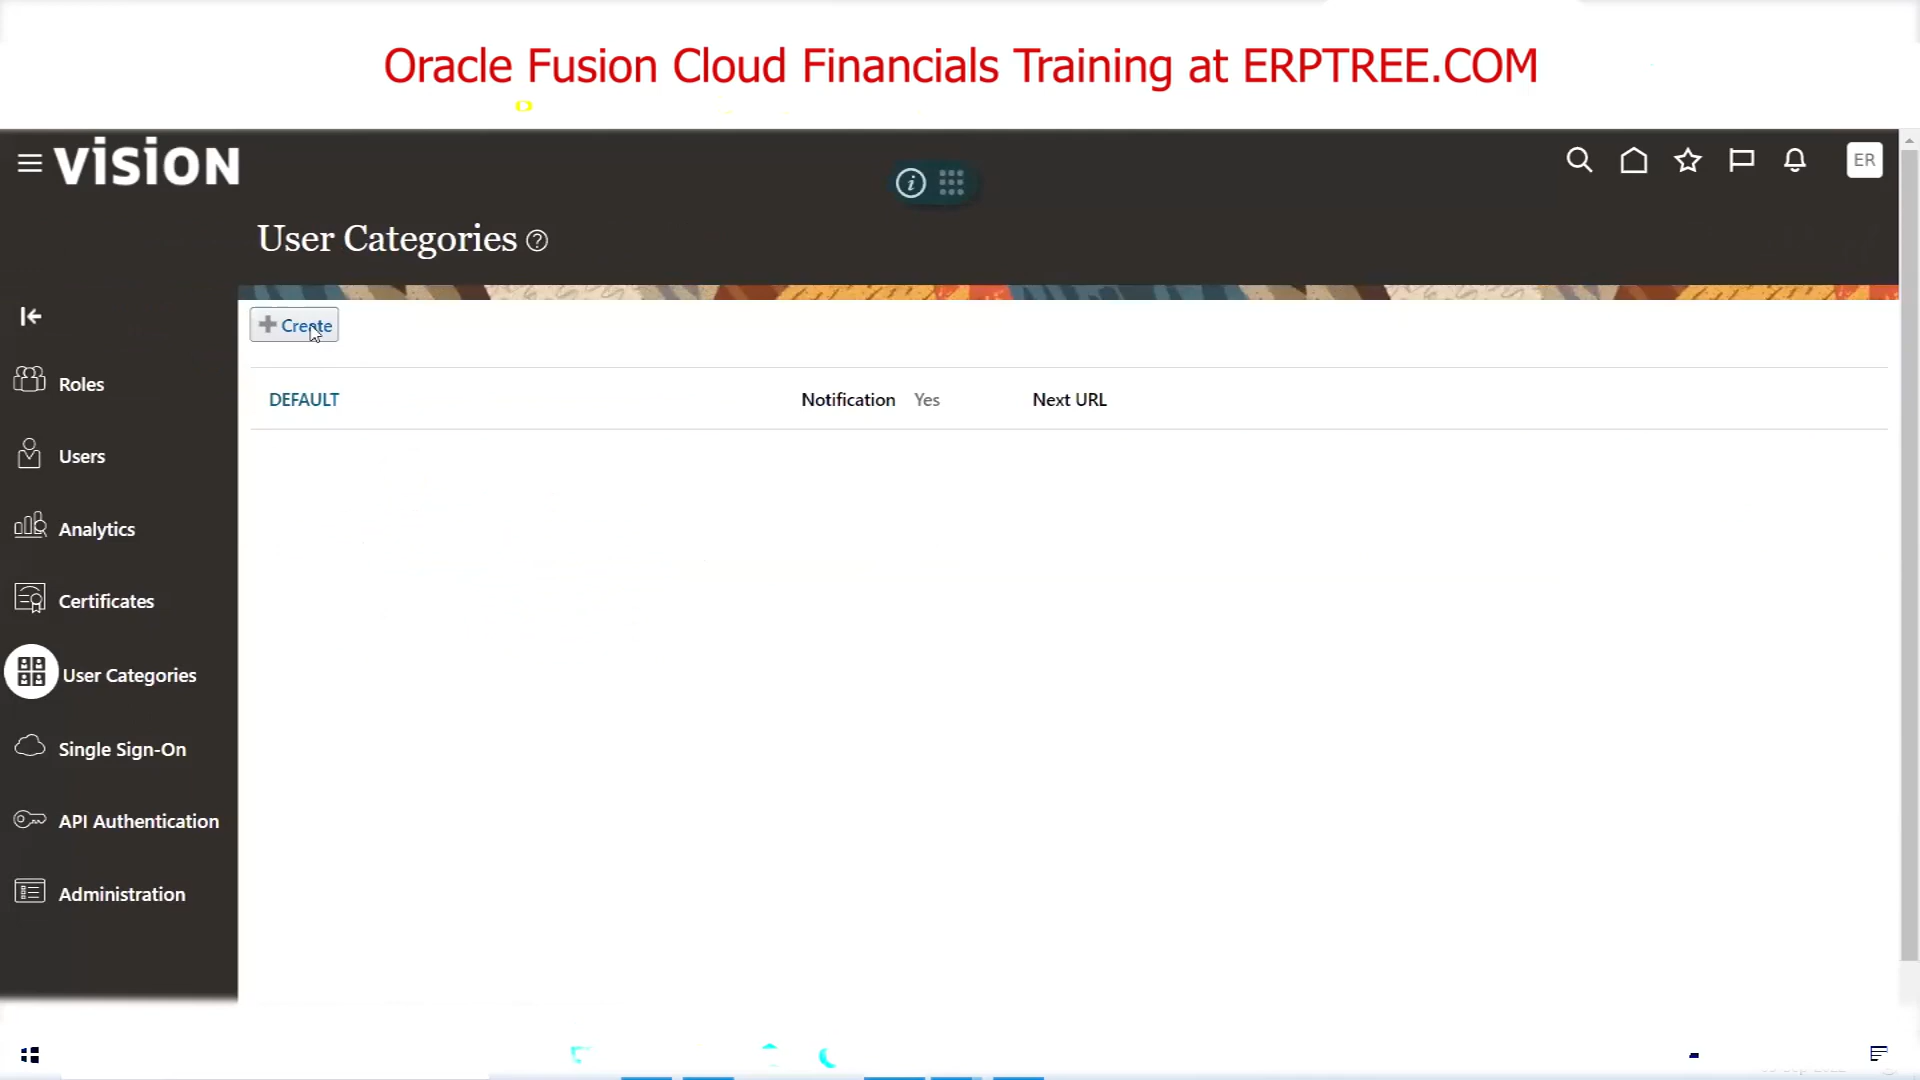 Oracle Fusion Cloud Financials Training at ERPTREE.COM
vision
ER
User Categories
Create
DEFAULT Notification Yes Next URL
Roles
Users
Analytics
Certificates
User Categories
Single Sign-On
API Authentication
Administration